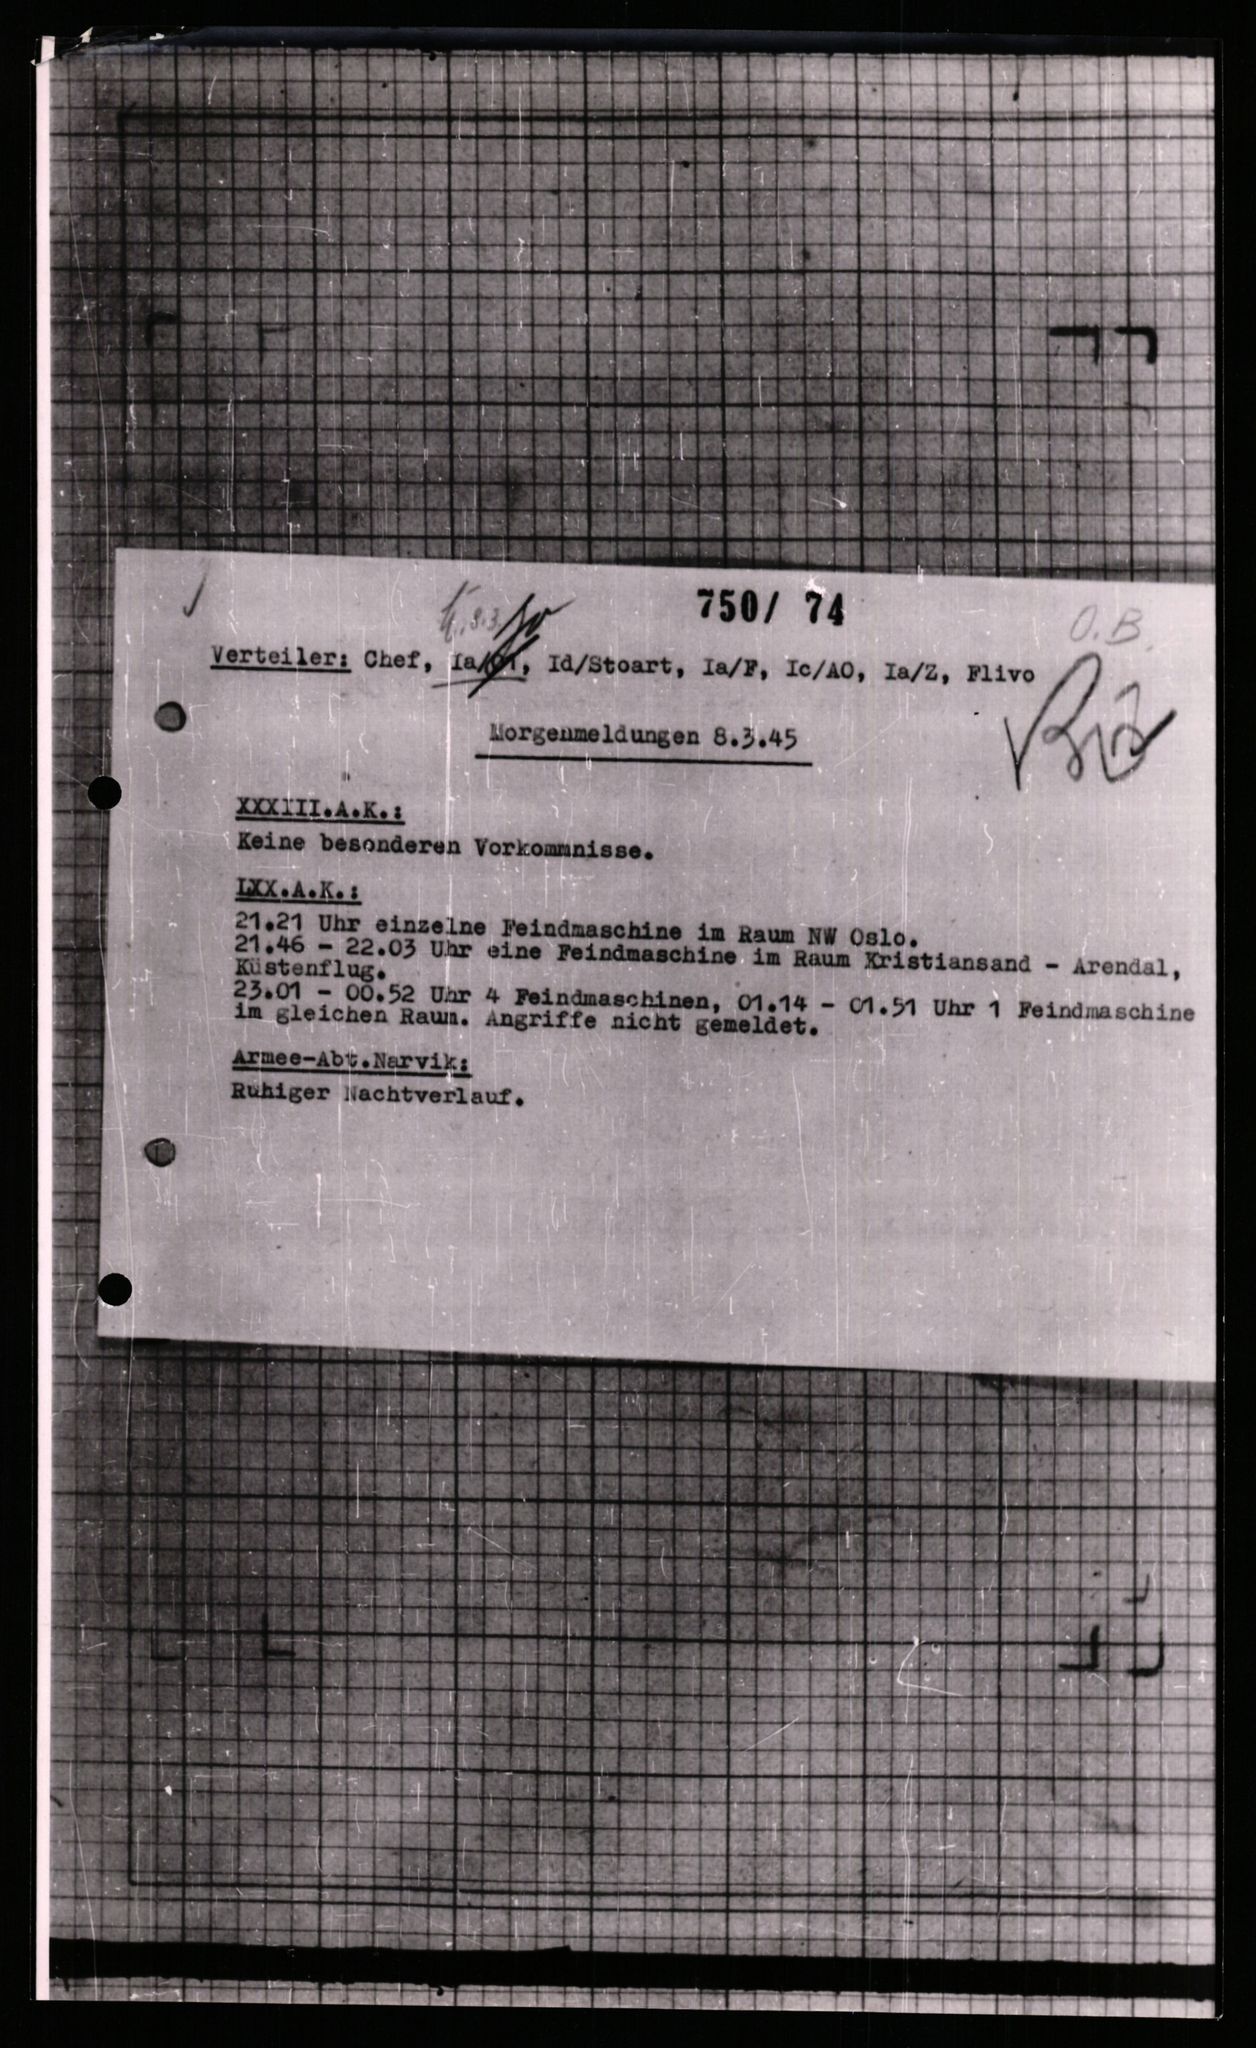 750/ 74
O.B.
8.3.
Verteiler: Chef, Ia/O1, Id/Stoart, Ia/F, Ic/AO, Ia/Z, Flivo
Morgenmeldungen 8.3.45
XXXIII.A.K.:
Keine besonderen Vorkommnisse.
LXX.A.K.:
21.21 Uhr einzelne Feindmaschine im Raum NW Oslo.
21.46 - 22.03 Uhr eine Feindmaschine im Raum Kristiansand - Arendal,
Küstenflug.
23.01 - 00.52 Uhr 4 Feindmaschinen, 01.14 - 01.51 Uhr 1 Feindmaschine
im gleichen Raum. Angriffe nicht gemeldet.
Armee-Abt.Narvik:
Ruhiger Nachtverlauf.